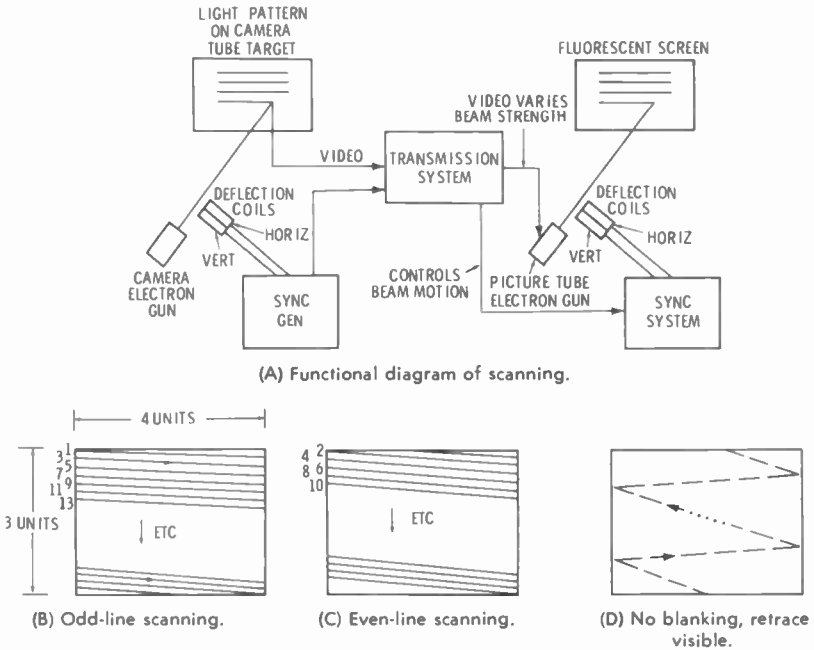 LIGHT PATTERN
ON CAMERA
TUBE TARGET
FLUORESCENT SCREEN
VIDEO VARIES
BEAM STRENGTH
VIDEO
TRANSMISSION
SYSTEM
DEFLECTION
COILS
HORIZ
VERT
CAMERA
ELECTRON
GUN
SYNC
GEN
CONTROLS
BEAM MOTION
PICTURE TUBE
ELECTRON GUN
DEFLECTION
COILS
HORIZ
VERT
SYNC
SYSTEM
(A) Functional diagram of scanning.
4 UNITS
3 UNITS
1
3
5
7
9
11
13
ETC
(B) Odd-line scanning.
2
4
6
8
10
ETC
(C) Even-line scanning.
(D) No blanking, retrace
visible.